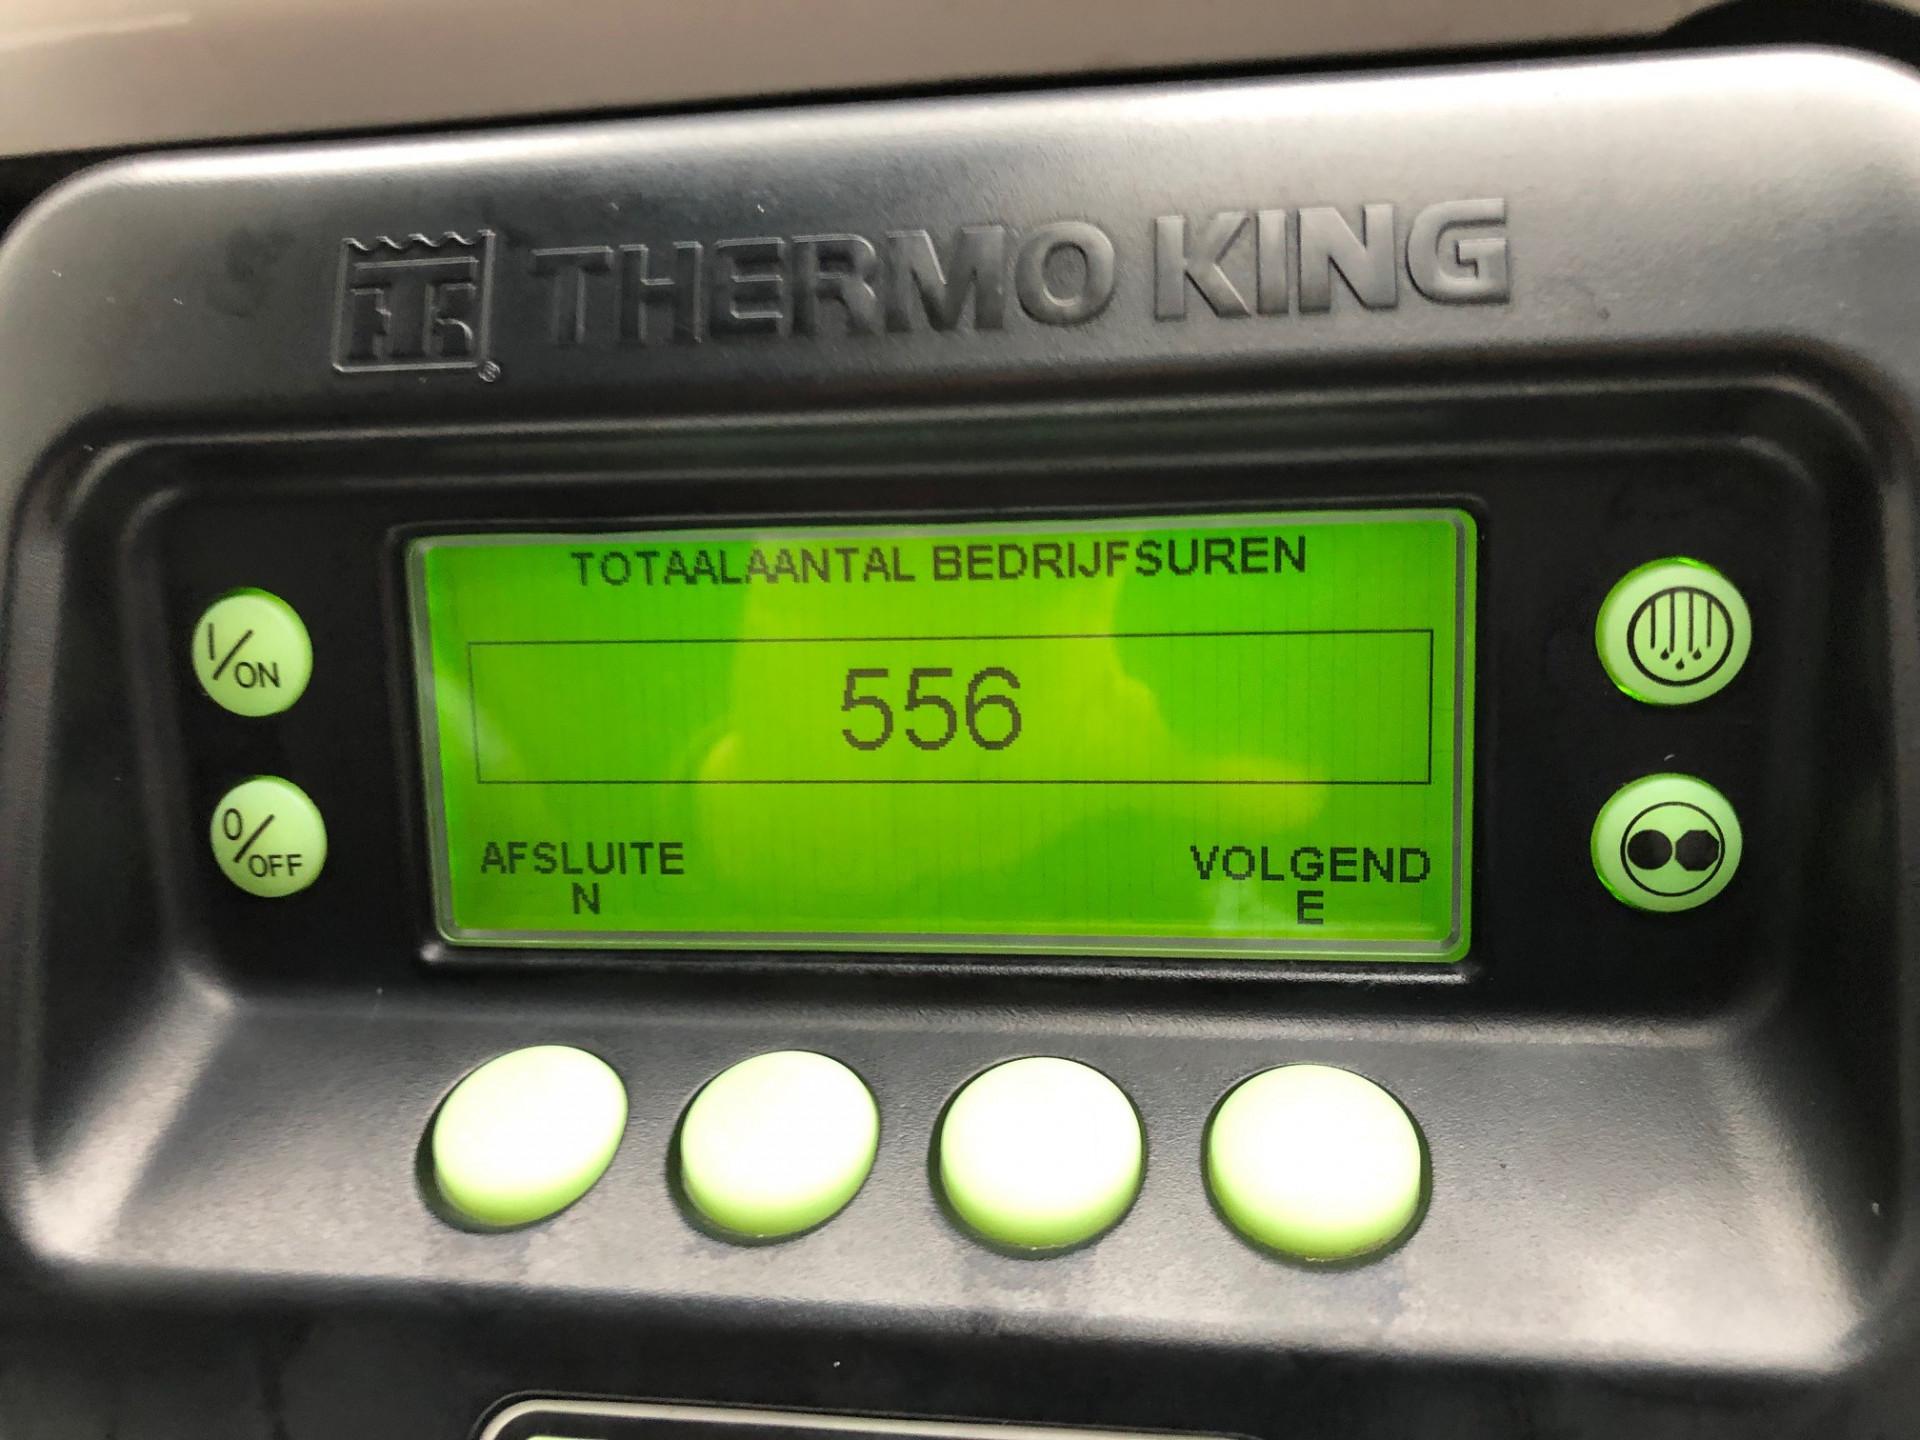 THERMO KING
®
TOTAALAANTAL BEDRIJFSUREN
I/ON
556
0/OFF
AFSLUITE
N
VOLGEND
E